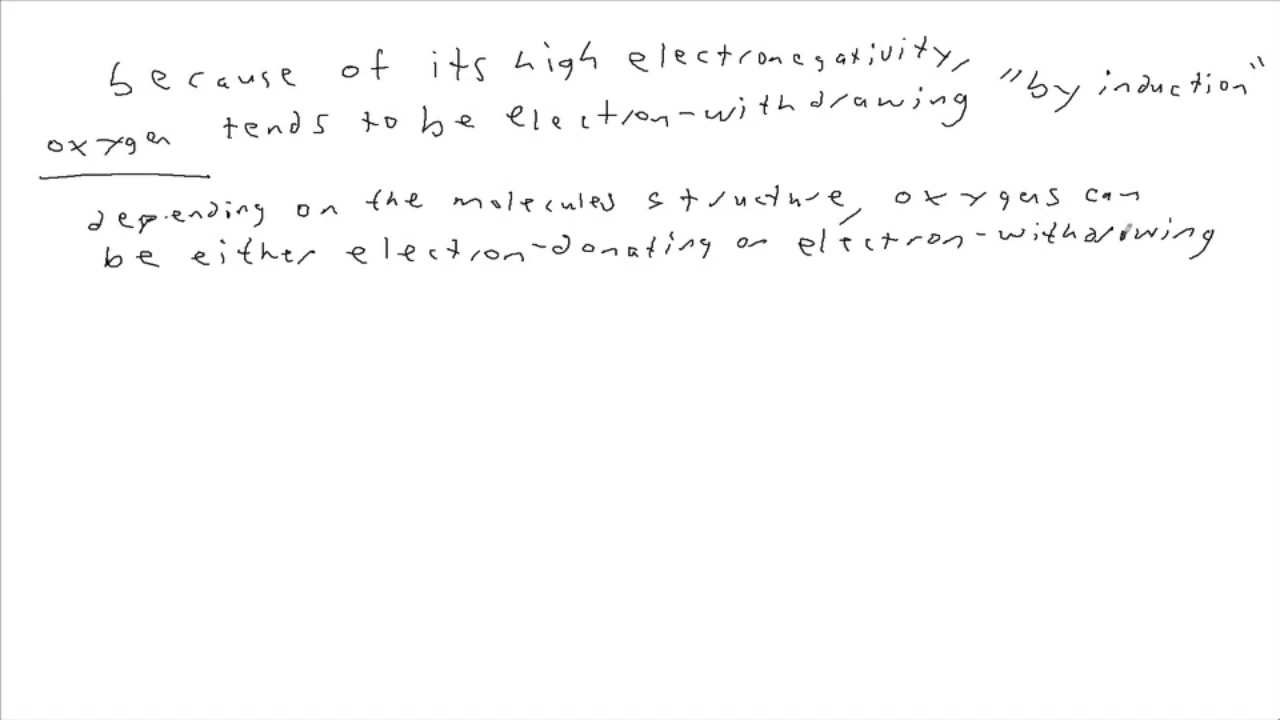 because of its high electronegativity,
oxygen tends to be electron-withdrawing "by induction"
depending on the molecules structure, oxygens can
be either electron-donating or electron-withdrawing